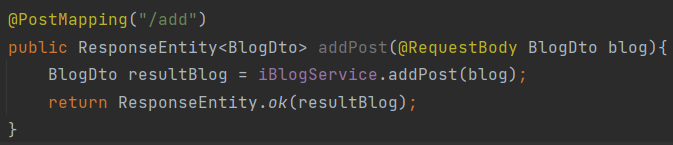 @PostMapping("/add")
public ResponseEntity<BlogDto> addPost(@RequestBody BlogDto blog){
    BlogDto resultBlog = iBlogService.addPost(blog);
    return ResponseEntity.ok(resultBlog);
}